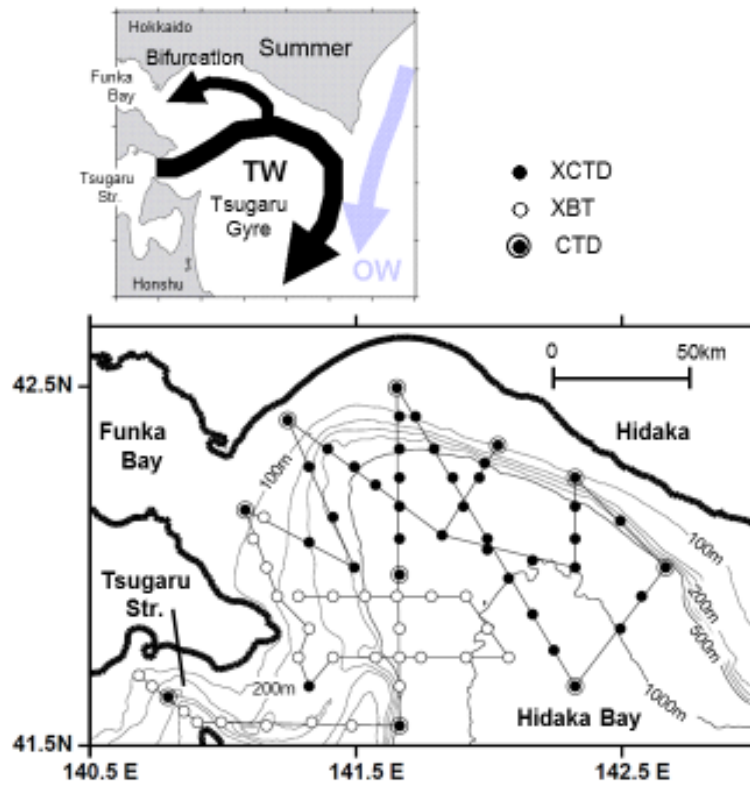 Hokkaido
Summer
Bifurcation
Funka
Bay
Tsugaru
Str.
TW
Tsugaru
Gyre
OW
Honshu
XCTD
XBT
CTD
0 50km
42.5N
Funka
Bay
Hidaka
100m
100m
Tsugaru
Str.
200m
500m
200m
1000m
Hidaka Bay
41.5N
140.5 E 141.5 E 142.5 E